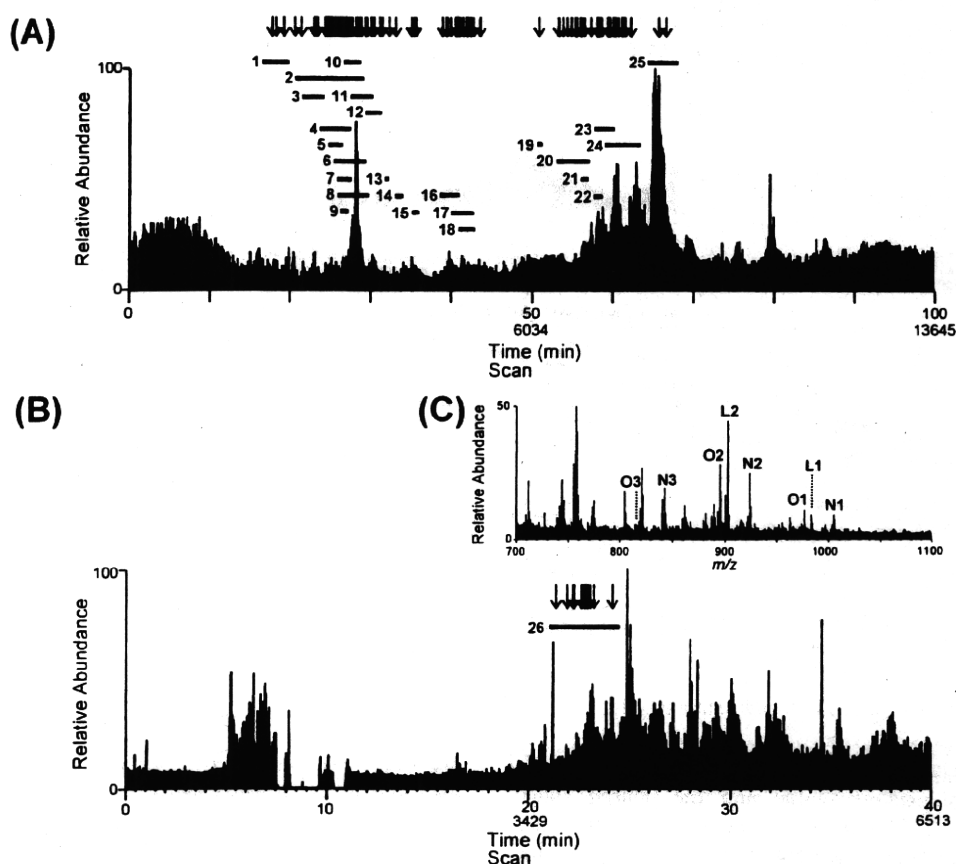 (A)
Relative Abundance
100
0
1
10
25
2
3
11
12
4
23
5
19
24
6
20
7
13
21
8
14
16
22
9
15
17
18
0
50
100
6034
13645
Time (min)
Scan
(B)
(C)
Relative Abundance
50
0
L2
O2
N2
L1
O3
N3
O1
N1
700
800
900
1000
1100
m/z
Relative Abundance
100
0
26
0
10
20
30
40
3429
6513
Time (min)
Scan